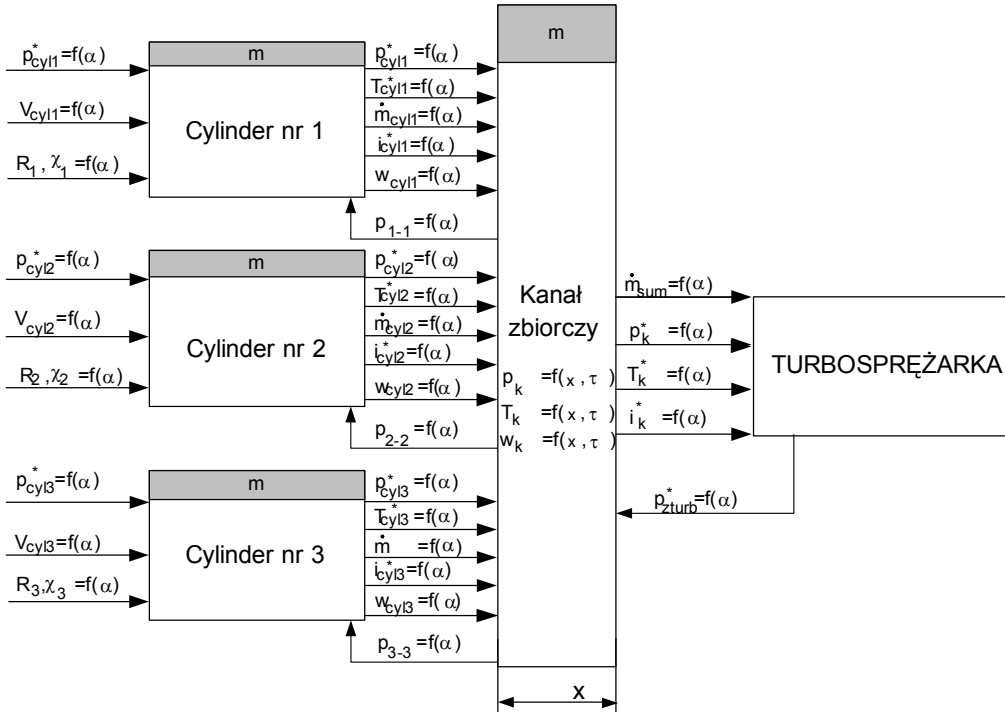 m
p*cyl1=f(α)
Vcyl1=f(α)
R1, χ1 =f(α)
Cylinder nr 1
p*cyl1 =f(α)
T*cyl1=f(α)
ṁcyl1=f(α)
i*cyl1=f(α)
wcyl1=f(α)
p1-1 =f(α)
m
p*cyl2=f(α)
Vcyl2=f(α)
R2,χ2 =f(α)
Cylinder nr 2
p*cyl2=f(α)
T*cyl2=f(α)
ṁcyl2=f(α)
i*cyl2=f(α)
wcyl2=f(α)
p2-2 =f(α)
m
p*cyl3=f(α)
Vcyl3=f(α)
R3,χ3 =f(α)
Cylinder nr 3
p*cyl3=f(α)
T*cyl3=f(α)
ṁ =f(α)
i*cyl3=f(α)
wcyl3=f(α)
p3-3 =f(α)
m
Kanał
zbiorczy
pk =f(x,τ)
Tk =f(x,τ)
wk =f(x,τ)
x
ṁsum=f(α)
p*k =f(α)
T*k =f(α)
i*k =f(α)
TURBOSPRĘŻARKA
p*zturb=f(α)